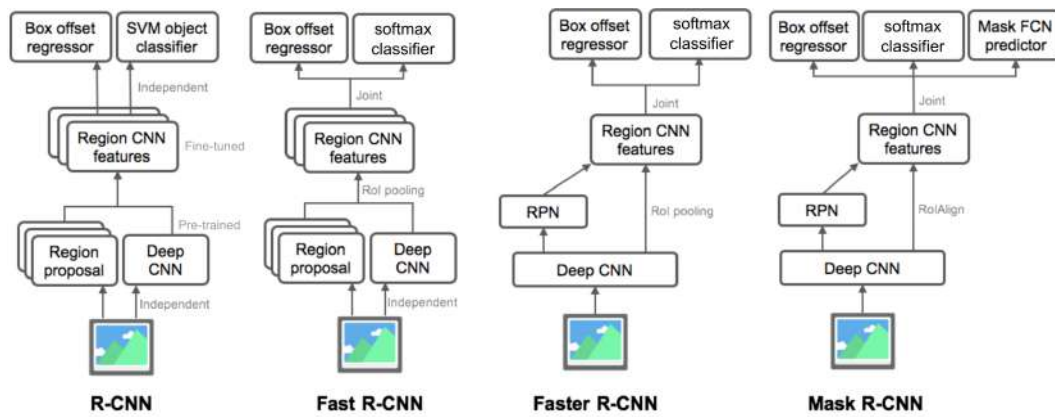 Box offset
regressor
SVM object
classifier
Independent
Region CNN
features
Fine-tuned
Pre-trained
Region
proposal
Deep
CNN
Independent
R-CNN
Box offset
regressor
softmax
classifier
Joint
Region CNN
features
RoI pooling
Region
proposal
Deep
CNN
Independent
Fast R-CNN
Box offset
regressor
softmax
classifier
Joint
Region CNN
features
RPN
RoI pooling
Deep CNN
Faster R-CNN
Box offset
regressor
softmax
classifier
Mask FCN
predictor
Joint
Region CNN
features
RPN
RoIAlign
Deep CNN
Mask R-CNN